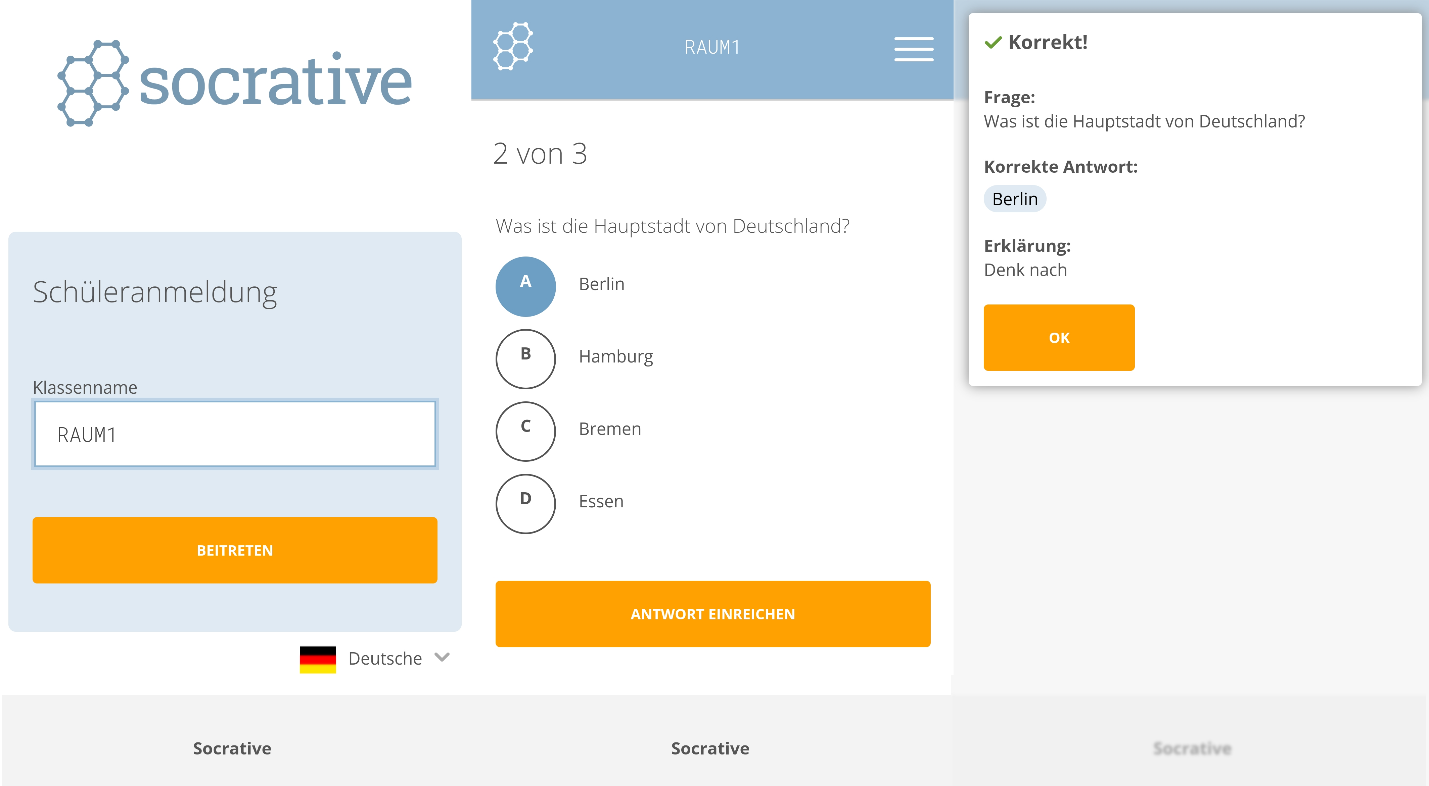 socrative
Schüleranmeldung
Klassenname
RAUM1
BEITRETEN
Deutsche
Socrative
RAUM1
2 von 3
Was ist die Hauptstadt von Deutschland?
A Berlin
B Hamburg
C Bremen
D Essen
ANTWORT EINREICHEN
Socrative
Korrekt!
Frage:
Was ist die Hauptstadt von Deutschland?
Korrekte Antwort:
Berlin
Erklärung:
Denk nach
OK
Socrative